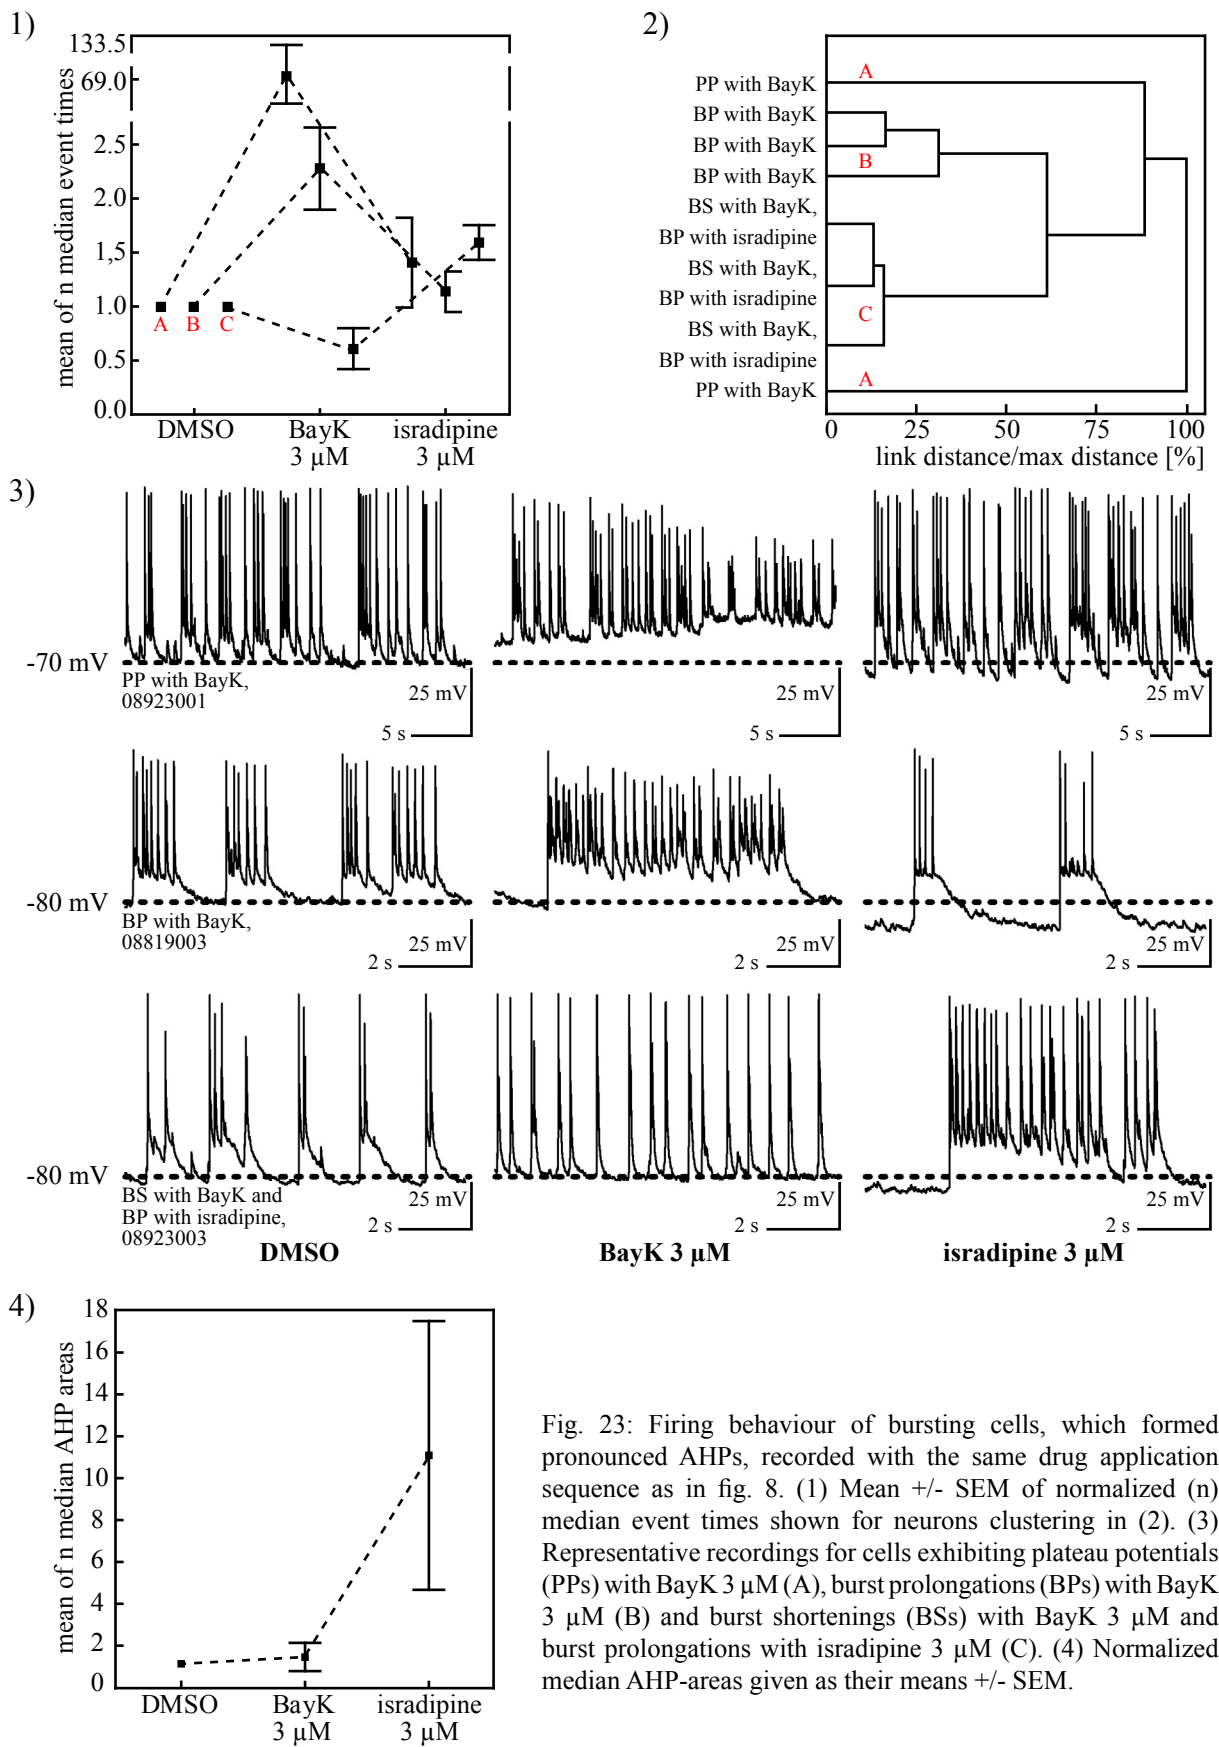 1)
133.5
69.0
2.5
2.0
1,5
1.0
0.5
0.0
mean of n median event times
A B C
DMSO
BayK
3 µM
isradipine
3 µM
2)
PP with BayK
BP with BayK
BP with BayK
BP with BayK
BS with BayK,
BP with isradipine
BS with BayK,
BP with isradipine
BS with BayK,
BP with isradipine
PP with BayK
A
B
C
A
0 25 50 75 100
link distance/max distance [%]
3)
-70 mV
PP with BayK,
08923001
25 mV
5 s
25 mV
5 s
25 mV
5 s
-80 mV
BP with BayK,
08819003
25 mV
2 s
25 mV
2 s
25 mV
2 s
-80 mV
BS with BayK and
BP with isradipine,
08923003
25 mV
2 s
25 mV
2 s
25 mV
2 s
DMSO
BayK 3 µM
isradipine 3 µM
4)
18
16
14
12
10
8
6
4
2
0
mean of n median AHP areas
DMSO
BayK
3 µM
isradipine
3 µM
Fig. 23: Firing behaviour of bursting cells, which formed
pronounced AHPs, recorded with the same drug application
sequence as in fig. 8. (1) Mean +/- SEM of normalized (n)
median event times shown for neurons clustering in (2). (3)
Representative recordings for cells exhibiting plateau potentials
(PPs) with BayK 3 µM (A), burst prolongations (BPs) with BayK
3 µM (B) and burst shortenings (BSs) with BayK 3 µM and
burst prolongations with isradipine 3 µM (C). (4) Normalized
median AHP-areas given as their means +/- SEM.